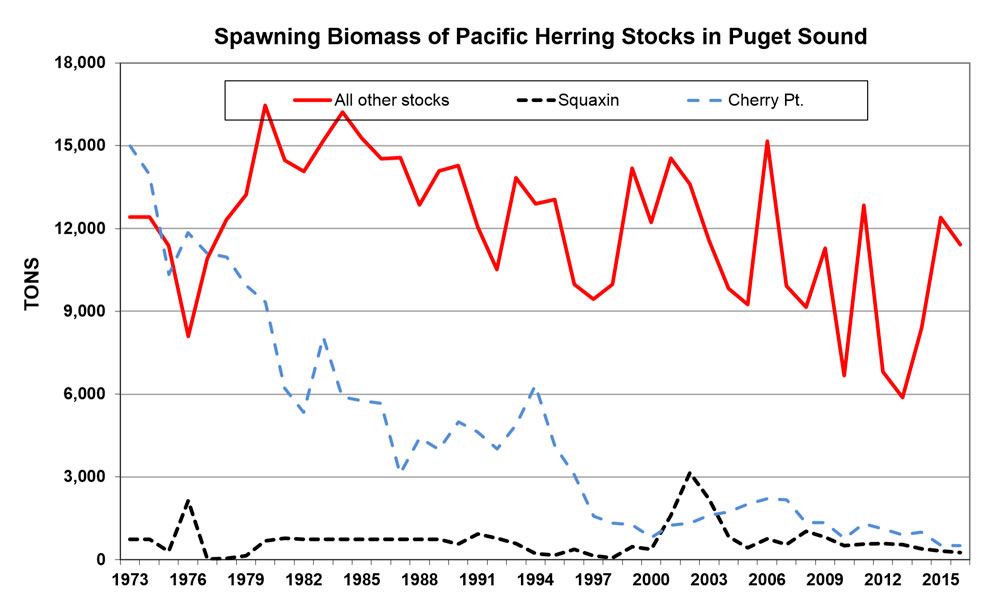 Spawning Biomass of Pacific Herring Stocks in Puget Sound
18,000
All other stocks Squaxin Cherry Pt.
15,000
12,000
TONS
9,000
6,000
3,000
0
1973 1976 1979 1982 1985 1988 1991 1994 1997 2000 2003 2006 2009 2012 2015